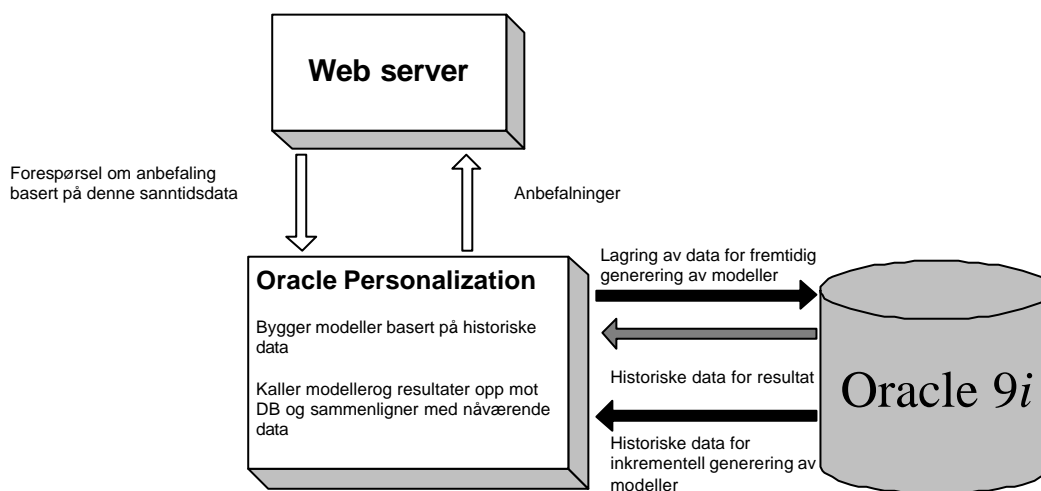 Web server
Forespørsel om anbefaling
basert på denne sanntidsdata
Anbefalninger
Oracle Personalization
Bygger modeller basert på historiske
data
Kaller modellerog resultater opp mot
DB og sammenligner med nåværende
data
Lagring av data for fremtidig
generering av modeller
Historiske data for resultat
Historiske data for
inkrementell generering av
modeller
Oracle 9i